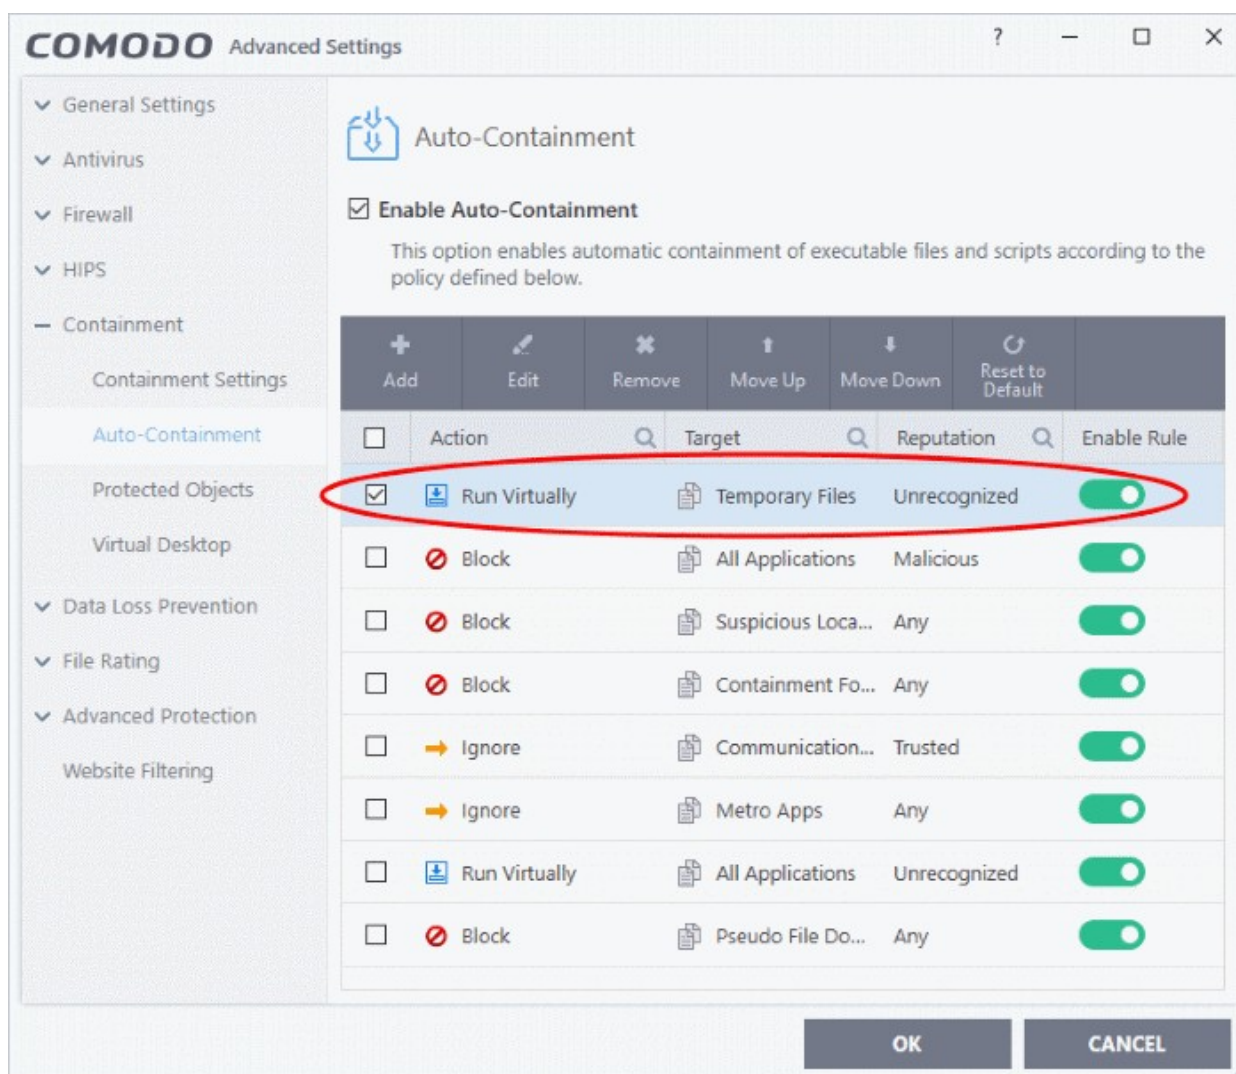 COMODO Advanced Settings ?
General Settings
Antivirus
Firewall
HIPS
Containment
Containment Settings
Auto-Containment
Protected Objects
Virtual Desktop
Data Loss Prevention
File Rating
Advanced Protection
Website Filtering
Auto-Containment
Enable Auto-Containment
This option enables automatic containment of executable files and scripts according to the
policy defined below.
Add Edit Remove Move Up Move Down Reset to
Default
Action Target Reputation Enable Rule
Run Virtually Temporary Files Unrecognized
Block All Applications Malicious
Block Suspicious Loca... Any
Block Containment Fo... Any
Ignore Communication... Trusted
Ignore Metro Apps Any
Run Virtually All Applications Unrecognized
Block Pseudo File Do... Any
OK CANCEL